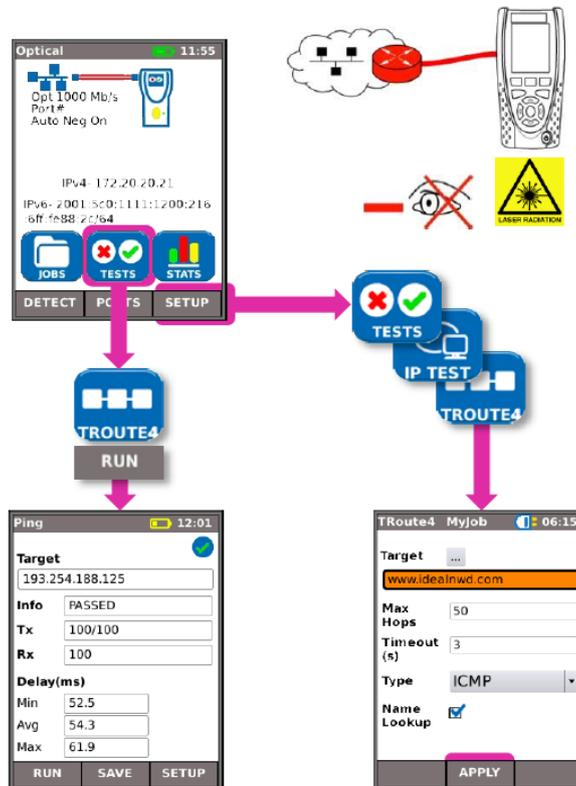 Optical 11:55
Opt 1000 Mb/s
Port#
Auto Neg On
IPv4- 172.20.20.21
IPv6- 2001:5c0:1111:1200:216
:6ff:fe88:2c/64
JOBS TESTS STATS
DETECT SETUP
LASER RADIATION
TESTS
IP TEST
TROUTE4
TROUTE4
RUN
Ping 12:01
Target
193.254.188.125
Info PASSED
Tx 100/100
Rx 100
Delay(ms)
Min 52.5
Avg 54.3
Max 61.9
RUN SAVE SETUP
TRoute4 MyJob 06:15
Target ...
www.idealnwd.com
Max 50
Hops
Timeout 3
(s)
Type ICMP
Name
Lookup
APPLY